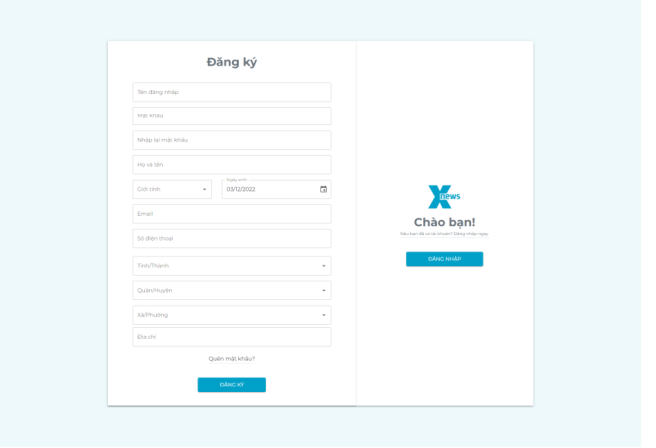 Đăng ký
Tên đăng nhập
Mật khẩu
Nhập lại mật khẩu
Họ và tên
Giới tính
Ngày sinh
03/12/2022
Email
Số điện thoại
Tỉnh/Thành
Quận/Huyện
Xã/Phường
Địa chỉ
Quên mật khẩu?
ĐĂNG KÝ
Xnews
Chào bạn!
Nếu bạn đã có tài khoản? Đăng nhập ngay
ĐĂNG NHẬP